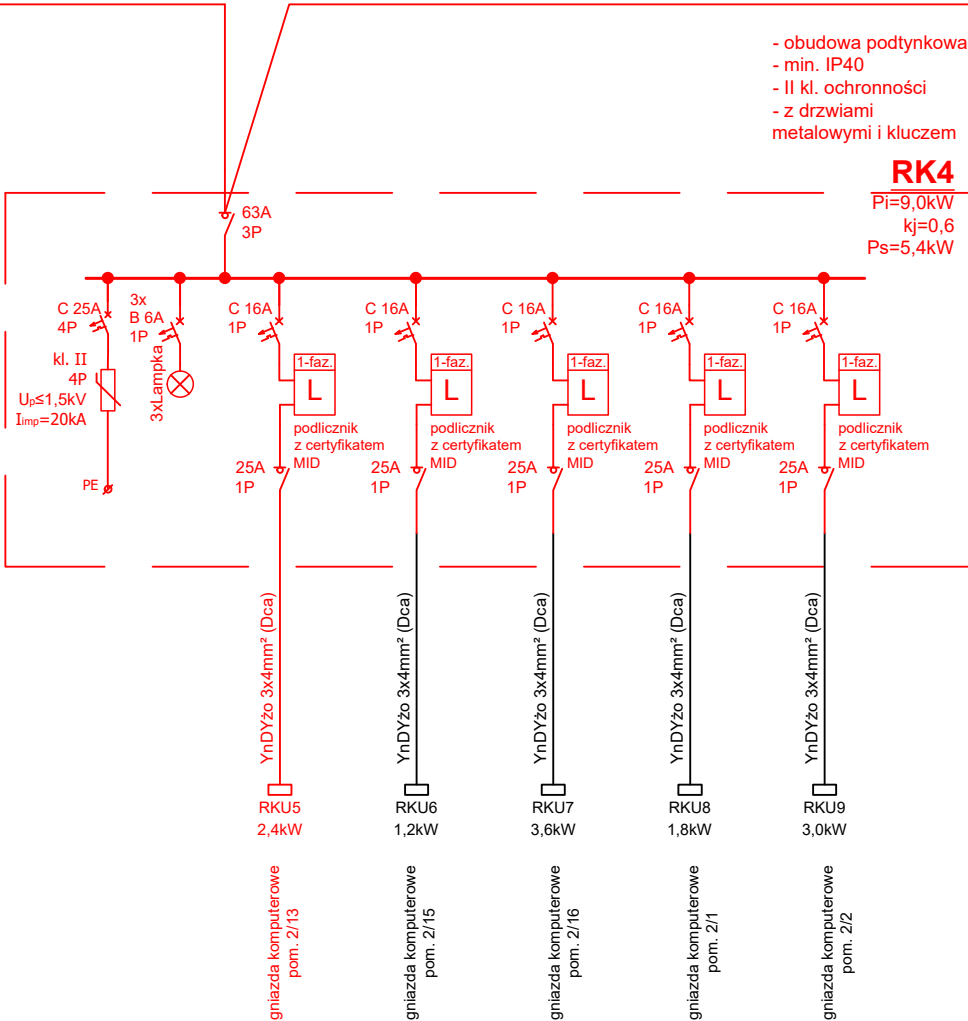 - obudowa podtynkowa
- min. IP40
- II kl. ochronności
- z drzwiami
metalowymi i kluczem
RK4
Pi=9,0kW
kj=0,6
Ps=5,4kW
63A
3P
C 25A
4P
kl. II
4P
Up≤1,5kV
Iimp=20kA
PE
3x
B 6A
1P
3xLampka
C 16A
1P
1-faz.
L
podlicznik
z certyfikatem
MID
25A
1P
YnDYżo 3x4mm² (Dca)
RKU5
2,4kW
gniazda komputerowe
pom. 2/13
C 16A
1P
1-faz.
L
podlicznik
z certyfikatem
MID
25A
1P
YnDYżo 3x4mm² (Dca)
RKU6
1,2kW
gniazda komputerowe
pom. 2/15
C 16A
1P
1-faz.
L
podlicznik
z certyfikatem
MID
25A
1P
YnDYżo 3x4mm² (Dca)
RKU7
3,6kW
gniazda komputerowe
pom. 2/16
C 16A
1P
1-faz.
L
podlicznik
z certyfikatem
MID
25A
1P
YnDYżo 3x4mm² (Dca)
RKU8
1,8kW
gniazda komputerowe
pom. 2/1
C 16A
1P
1-faz.
L
podlicznik
z certyfikatem
MID
25A
1P
YnDYżo 3x4mm² (Dca)
RKU9
3,0kW
gniazda komputerowe
pom. 2/2